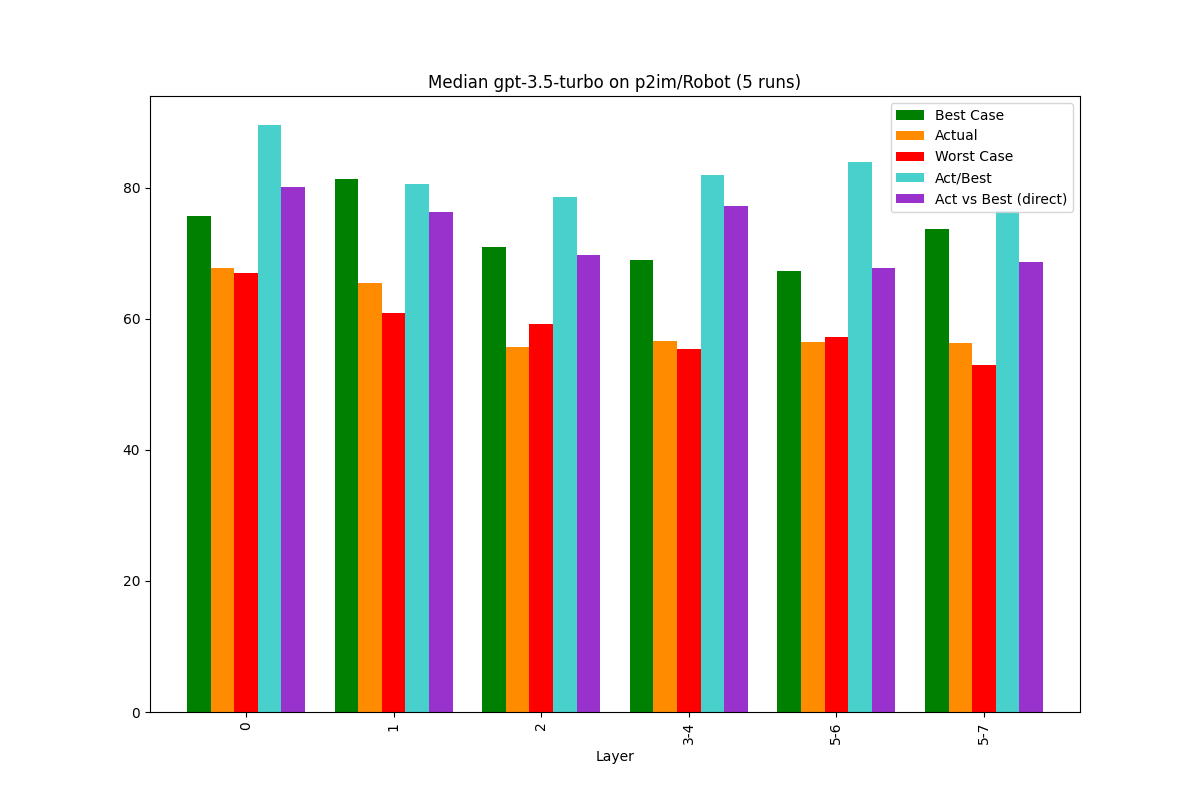 Median gpt-3.5-turbo on p2im/Robot (5 runs)
Best Case
Actual
Worst Case
Act/Best
Act vs Best (direct)
80
60
40
20
0
0
1
2
3-4
5-6
5-7
Layer